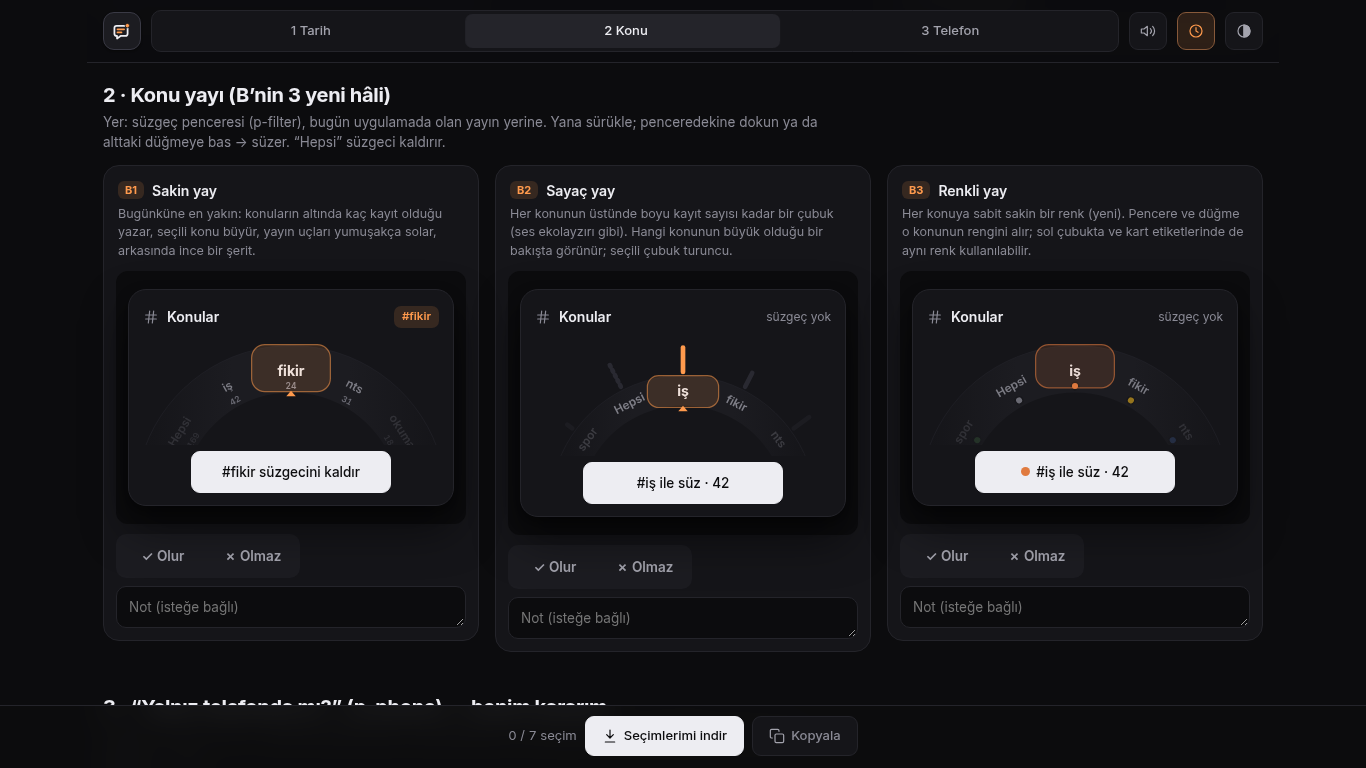 1 Tarih
2 Konu
3 Telefon
2 · Konu yayı (B’nin 3 yeni hâli)
Yer: süzgeç penceresi (p-filter), bugün uygulamada olan yayın yerine. Yana sürükle; penceredekine dokun ya da
alttaki düğmeye bas → süzer. “Hepsi” süzgeci kaldırır.
B1 Sakin yay
Bugünküne en yakın: konuların altında kaç kayıt olduğu
yazar, seçili konu büyür, yayın uçları yumuşakça solar,
arkasında ince bir şerit.
Konular
#fikir
Hepsi
iş
42
fikir
24
nts
31
#fikir süzgecini kaldır
✓ Olur
× Olmaz
Not (isteğe bağlı)
B2 Sayaç yay
Her konunun üstünde boyu kayıt sayısı kadar bir çubuk
(ses ekolayzırı gibi). Hangi konunun büyük olduğu bir
bakışta görünür; seçili çubuk turuncu.
Konular
süzgeç yok
spor
Hepsi
iş
fikir
nts
#iş ile süz · 42
✓ Olur
× Olmaz
Not (isteğe bağlı)
B3 Renkli yay
Her konuya sabit sakin bir renk (yeni). Pencere ve düğme
o konunun rengini alır; sol çubukta ve kart etiketlerinde de
aynı renk kullanılabilir.
Konular
süzgeç yok
spor
Hepsi
iş
fikir
nts
#iş ile süz · 42
✓ Olur
× Olmaz
Not (isteğe bağlı)
0 / 7 seçim
Seçimlerimi indir
Kopyala